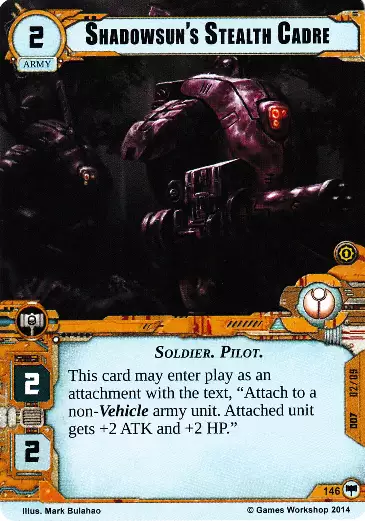 2
ARMY
Shadowsun's Stealth Cadre
02/09
007
Soldier. Pilot.
2
2
This card may enter play as an
attachment with the text, “Attach to a
non-Vehicle army unit. Attached unit
gets +2 ATK and +2 HP.”
146
Illus. Mark Bulahao
© Games Workshop 2014